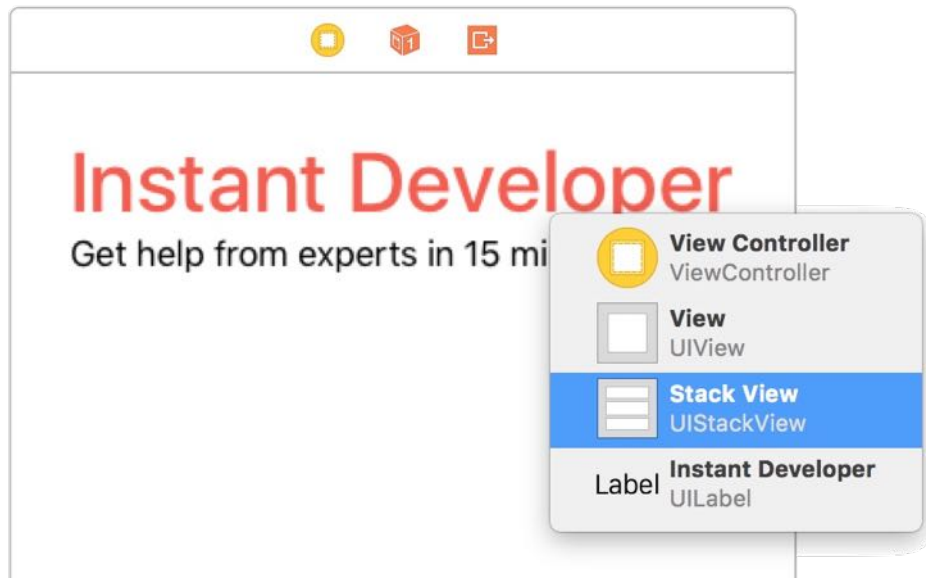 Instant Developer
Get help from experts in 15 mi
View Controller
ViewController
View
UIView
Stack View
UIStackView
Label
Instant Developer
UILabel